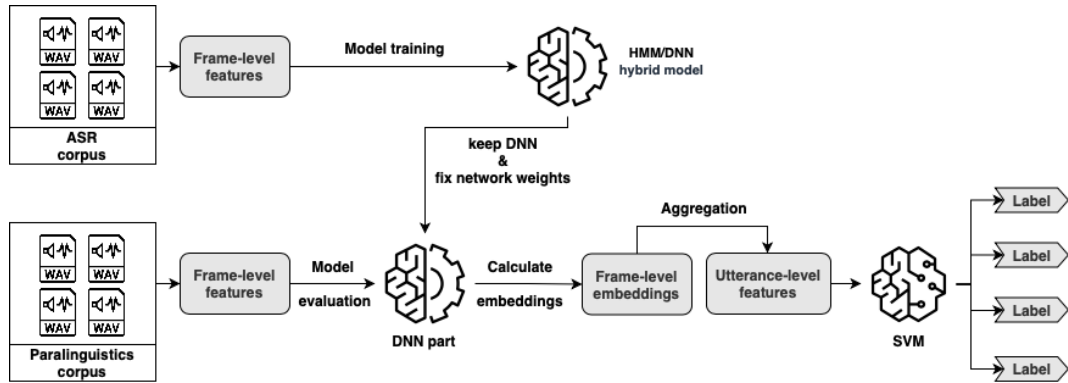 WAV WAV
WAV WAV
ASR
corpus
Frame-level
features
Model training
HMM/DNN
hybrid model
keep DNN
&
fix network weights
WAV WAV
WAV WAV
Paralinguistics
corpus
Frame-level
features
Model
evaluation
DNN part
Calculate
embeddings
Frame-level
embeddings
Aggregation
Utterance-level
features
SVM
Label
Label
Label
Label